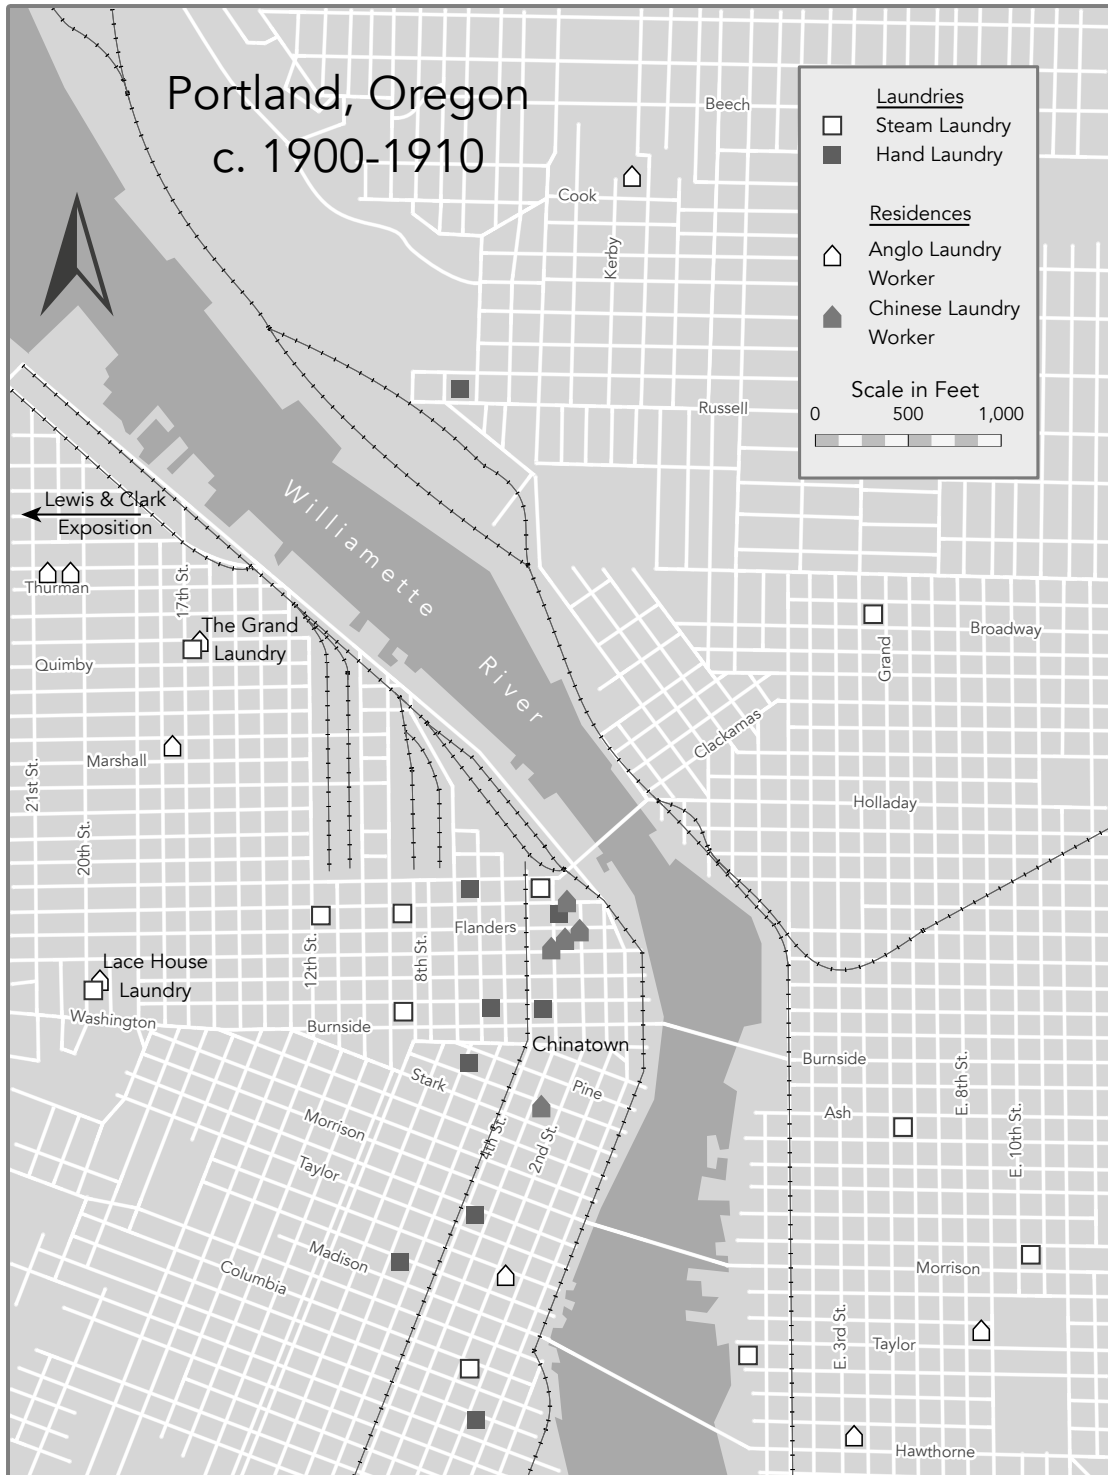 Portland, Oregon
c. 1900-1910
Laundries
Steam Laundry
Hand Laundry
Residences
Anglo Laundry
Worker
Chinese Laundry
Worker
Scale in Feet
0 500 1,000
Beech
Cook
Kerby
Russell
Williamette
River
Lewis & Clark
Exposition
Thurman
17th St.
The Grand
Laundry
Quimby
Marshall
21st St.
20th St.
Broadway
Grand
Clackamas
Holladay
Flanders
12th St.
8th St.
Lace House
Laundry
Washington
Burnside
Chinatown
Burnside
Stark
Pine
Ash
E. 8th St.
E. 10th St.
Morrison
4th St.
2nd St.
Taylor
Madison
Columbia
Morrison
E. 3rd St.
Taylor
Hawthorne